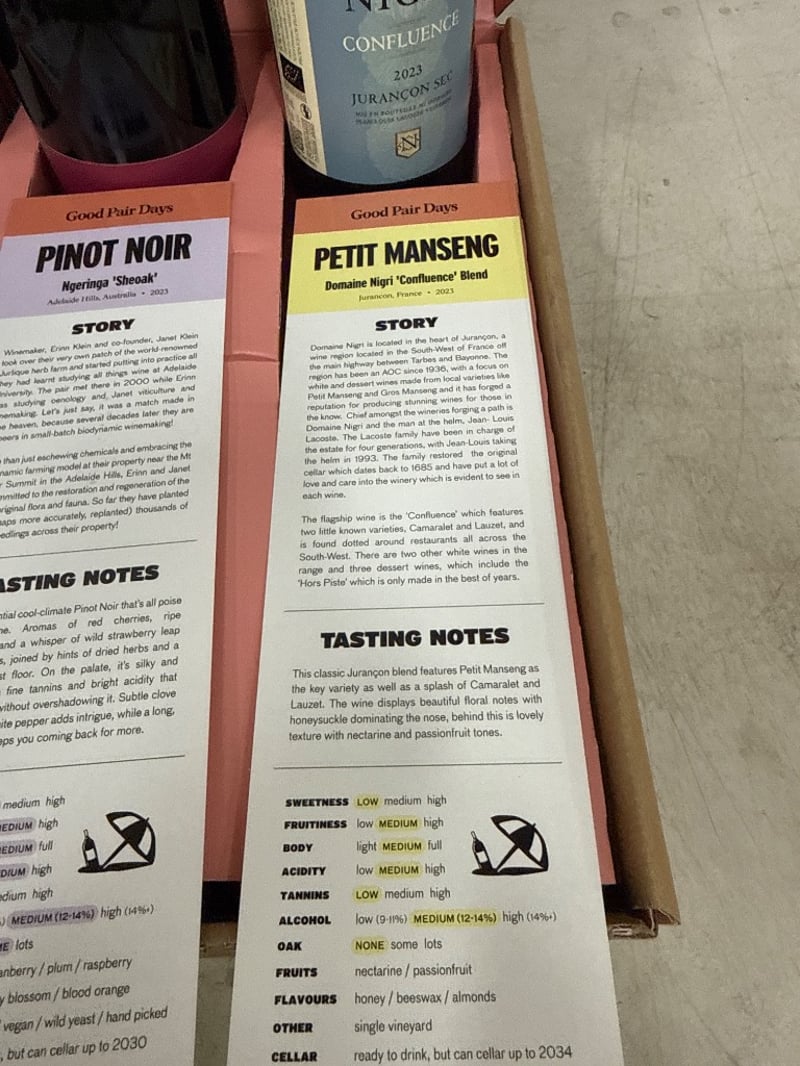 CONFLUENCE
2023
JURANÇON SEC
Good Pair Days
PINOT NOIR
Ngeringa 'Sheoak'
Adelaide Hills, Australia • 2023
STORY
Winemaker, Erinn Klein and co-founder, Janet Klein
took over their very own patch of the world-renowned
Jurlique herb farm and started putting into practice all
they had learnt studying all things wine at Adelaide
University. The pair met there in 2000 while Erinn
was studying oenology and, Janet viticulture and
winemaking. Let's just say, it was a match made in
heaven, because several decades later they are
in small-batch biodynamic winemaking!
than just eschewing chemicals and embracing the
farming model at their property near the Mt
Summit in the Adelaide Hills, Erinn and Janet
to the restoration and regeneration of the
flora and fauna. So far they have planted
more accurately, replanted) thousands of
across their property!
TASTING NOTES
cool-climate Pinot Noir that's all poise
Aromas of red cherries, ripe
and a whisper of wild strawberry leap
joined by hints of dried herbs and a
floor. On the palate, it's silky and
fine tannins and bright acidity that
without overshadowing it. Subtle clove
pepper adds intrigue, while a long,
you coming back for more.
medium high
MEDIUM high
MEDIUM full
MEDIUM high
medium high
MEDIUM (12-14%) high (14%+)
lots
/ plum / raspberry
blossom / blood orange
vegan / wild yeast / hand picked
, but can cellar up to 2030
Good Pair Days
PETIT MANSENG
Domaine Nigri 'Confluence' Blend
Jurancon, France • 2023
STORY
Domaine Nigri is located in the heart of Jurançon, a
wine region located in the South-West of France off
the main highway between Tarbes and Bayonne. The
region has been an AOC since 1936, with a focus on
white and dessert wines made from local varieties like
Petit Manseng and Gros Manseng and it has forged a
reputation for producing stunning wines for those in
the know. Chief amongst the wineries forging a path is
Domaine Nigri and the man at the helm, Jean- Louis
Lacoste. The Lacoste family have been in charge of
the estate for four generations, with Jean-Louis taking
the helm in 1993. The family restored the original
cellar which dates back to 1685 and have put a lot of
love and care into the winery which is evident to see in
each wine.
The flagship wine is the 'Confluence' which features
two little known varieties, Camaralet and Lauzet, and
is found dotted around restaurants all across the
South-West. There are two other white wines in the
range and three dessert wines, which include the
'Hors Piste' which is only made in the best of years.
TASTING NOTES
This classic Jurançon blend features Petit Manseng as
the key variety as well as a splash of Camaralet and
Lauzet. The wine displays beautiful floral notes with
honeysuckle dominating the nose, behind this is lovely
texture with nectarine and passionfruit tones.
SWEETNESS LOW medium high
FRUITINESS low MEDIUM high
BODY light MEDIUM full
ACIDITY low MEDIUM high
TANNINS LOW medium high
ALCOHOL low (9-11%) MEDIUM (12-14%) high (14%+)
OAK NONE some lots
FRUITS nectarine / passionfruit
FLAVOURS honey / beeswax / almonds
OTHER single vineyard
CELLAR ready to drink, but can cellar up to 2034